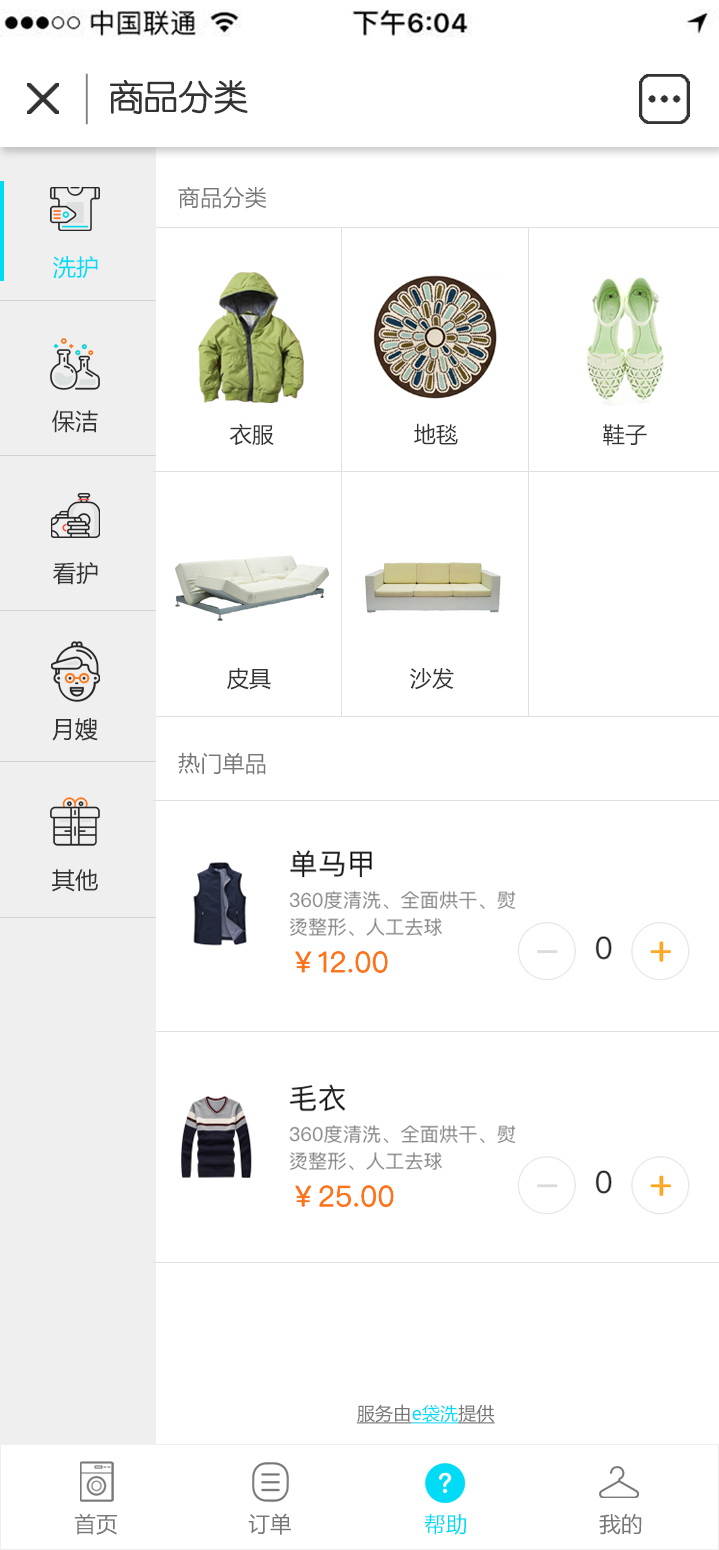 中国联通 下午6:04
商品分类
洗护
保洁
看护
月嫂
其他
商品分类
衣服 地毯 鞋子
皮具 沙发
热门单品
单马甲
360度清洗、全面烘干、熨
烫整形、人工去球
￥12.00
0
毛衣
360度清洗、全面烘干、熨
烫整形、人工去球
￥25.00
0
服务由e袋洗提供
首页 订单 帮助 我的